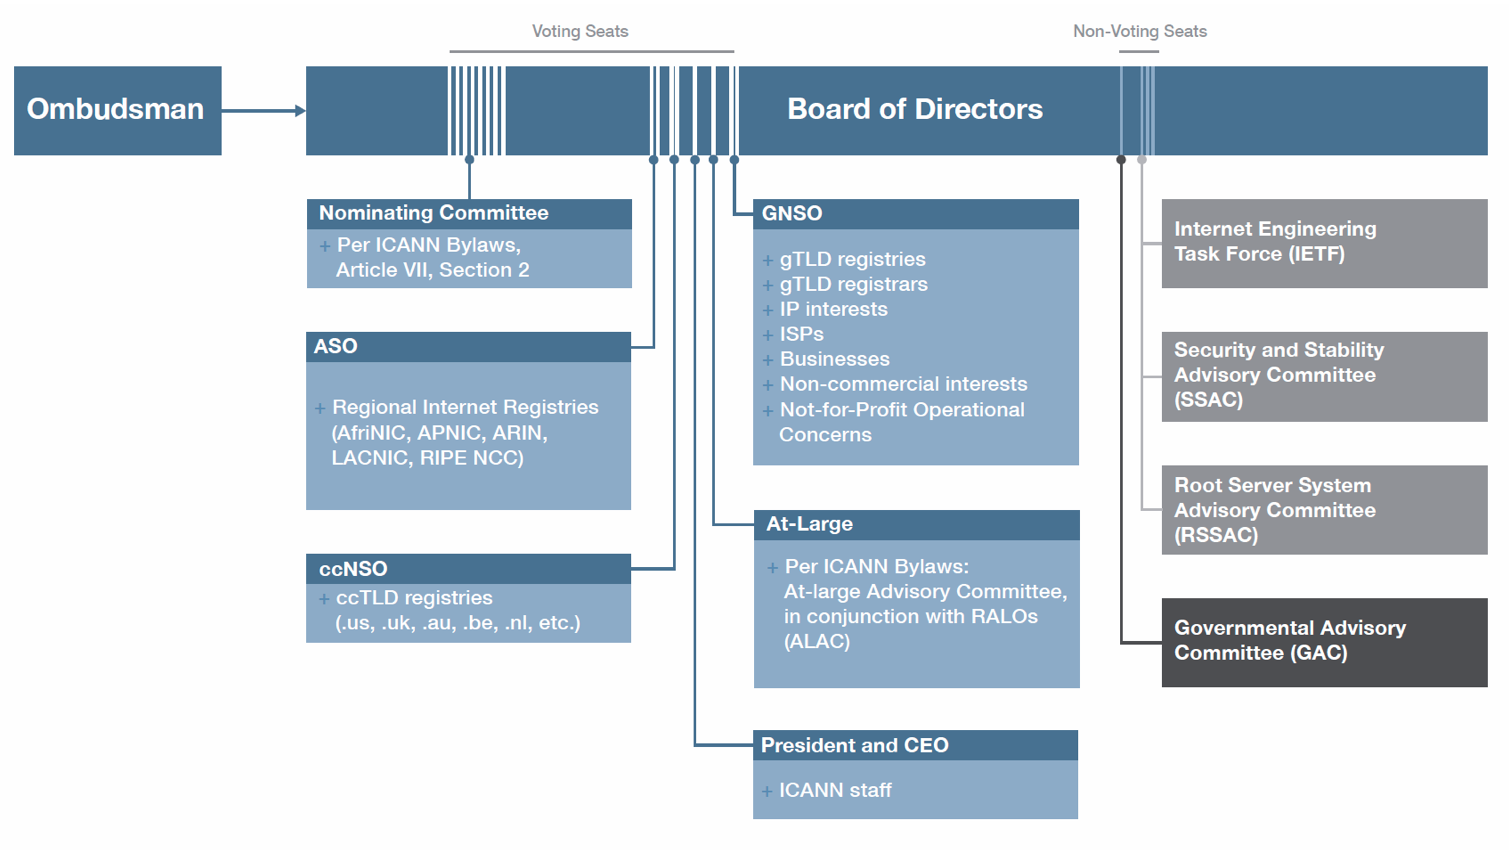 Voting Seats
Non-Voting Seats
Ombudsman
Board of Directors
Nominating Committee
+ Per ICANN Bylaws,
Article VII, Section 2
ASO
+ Regional Internet Registries
(AfriNIC, APNIC, ARIN,
LACNIC, RIPE NCC)
ccNSO
+ ccTLD registries
(.us, .uk, .au, .be, .nl, etc.)
GNSO
+ gTLD registries
+ gTLD registrars
+ IP interests
+ ISPs
+ Businesses
+ Non-commercial interests
+ Not-for-Profit Operational
Concerns
At-Large
+ Per ICANN Bylaws:
At-large Advisory Committee,
in conjunction with RALOs
(ALAC)
President and CEO
+ ICANN staff
Internet Engineering
Task Force (IETF)
Security and Stability
Advisory Committee
(SSAC)
Root Server System
Advisory Committee
(RSSAC)
Governmental Advisory
Committee (GAC)